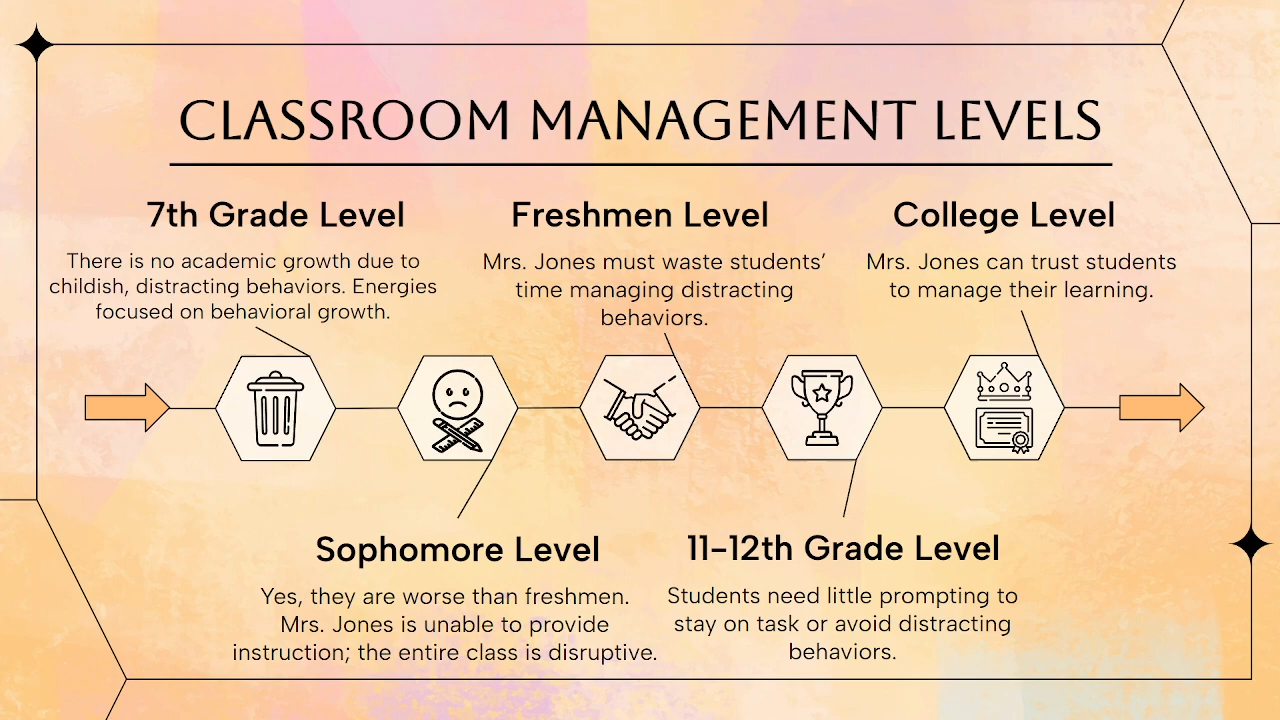 CLASSROOM MANAGEMENT LEVELS
7th Grade Level
There is no academic growth due to
childish, distracting behaviors. Energies
focused on behavioral growth.
Freshmen Level
Mrs. Jones must waste students’
time managing distracting
behaviors.
College Level
Mrs. Jones can trust students
to manage their learning.
Sophomore Level
Yes, they are worse than freshmen.
Mrs. Jones is unable to provide
instruction; the entire class is disruptive.
11-12th Grade Level
Students need little prompting to
stay on task or avoid distracting
behaviors.